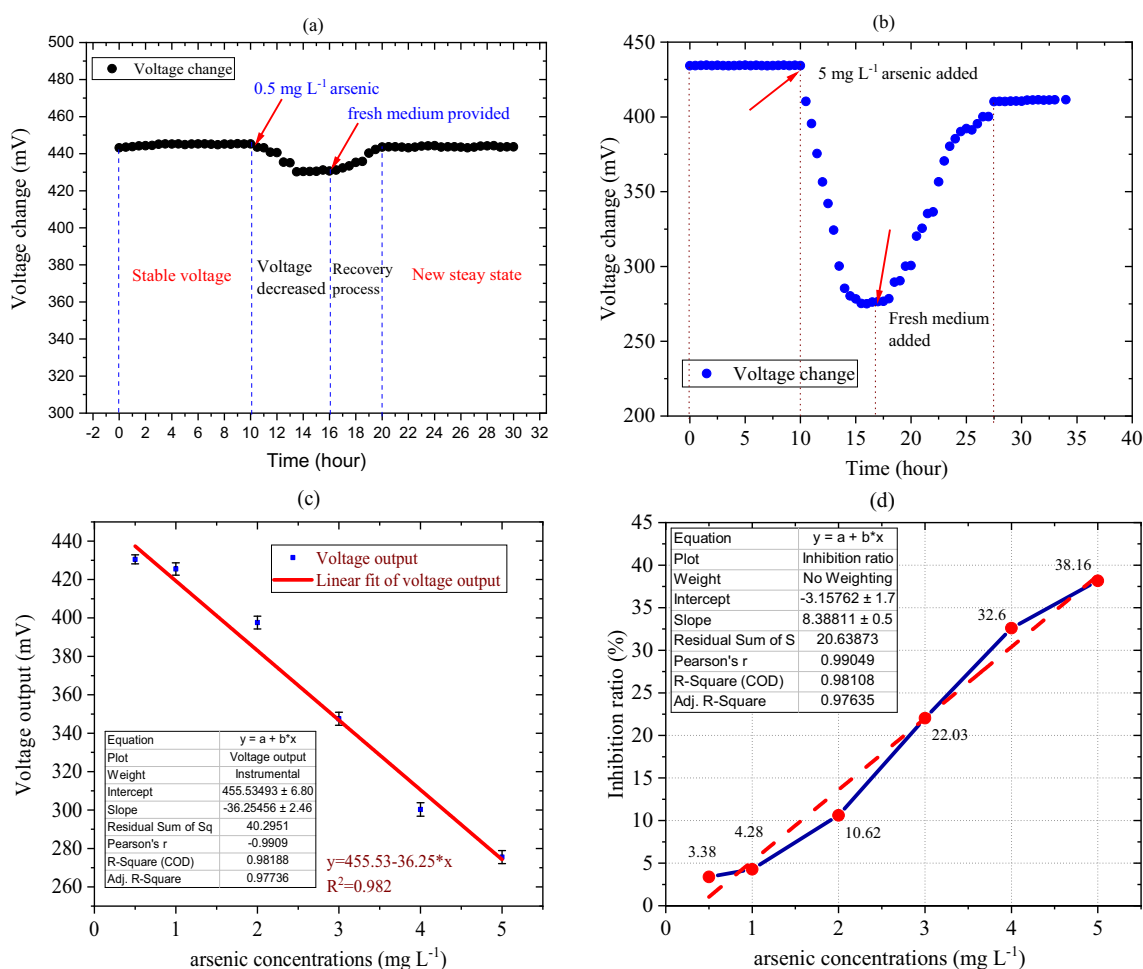 (a)
500
480
460
440
420
400
380
360
340
320
300
Voltage change (mV)
Voltage change
0.5 mg L⁻¹ arsenic
fresh medium provided
Stable voltage
Voltage
decreased
Recovery
process
New steay state
-2 0 2 4 6 8 10 12 14 16 18 20 22 24 26 28 30 32
Time (hour)
(b)
450
400
350
300
250
200
Voltage change (mV)
5 mg L⁻¹ arsenic added
Fresh medium
added
Voltage change
0 5 10 15 20 25 30 35 40
Time (hour)
(c)
440
420
400
380
360
340
320
300
280
260
Voltage output (mV)
Voltage output
Linear fit of voltage output
Equation y = a + b*x
Plot Voltage output
Weight Instrumental
Intercept 455.53493 ± 6.80
Slope -36.25456 ± 2.46
Residual Sum of Sq 40.2951
Pearson's r -0.9909
R-Square (COD) 0.98188
Adj. R-Square 0.97736
y=455.53-36.25*x
R²=0.982
0 1 2 3 4 5
arsenic concentrations (mg L⁻¹)
(d)
45
40
35
30
25
20
15
10
5
0
Inhibition ratio (%)
Equation y = a + b*x
Plot Inhibition ratio
Weight No Weighting
Intercept -3.15762 ± 1.7
Slope 8.38811 ± 0.5
Residual Sum of S 20.63873
Pearson's r 0.99049
R-Square (COD) 0.98108
Adj. R-Square 0.97635
38.16
32.6
22.03
10.62
4.28
3.38
0 1 2 3 4 5
arsenic concentrations (mg L⁻¹)